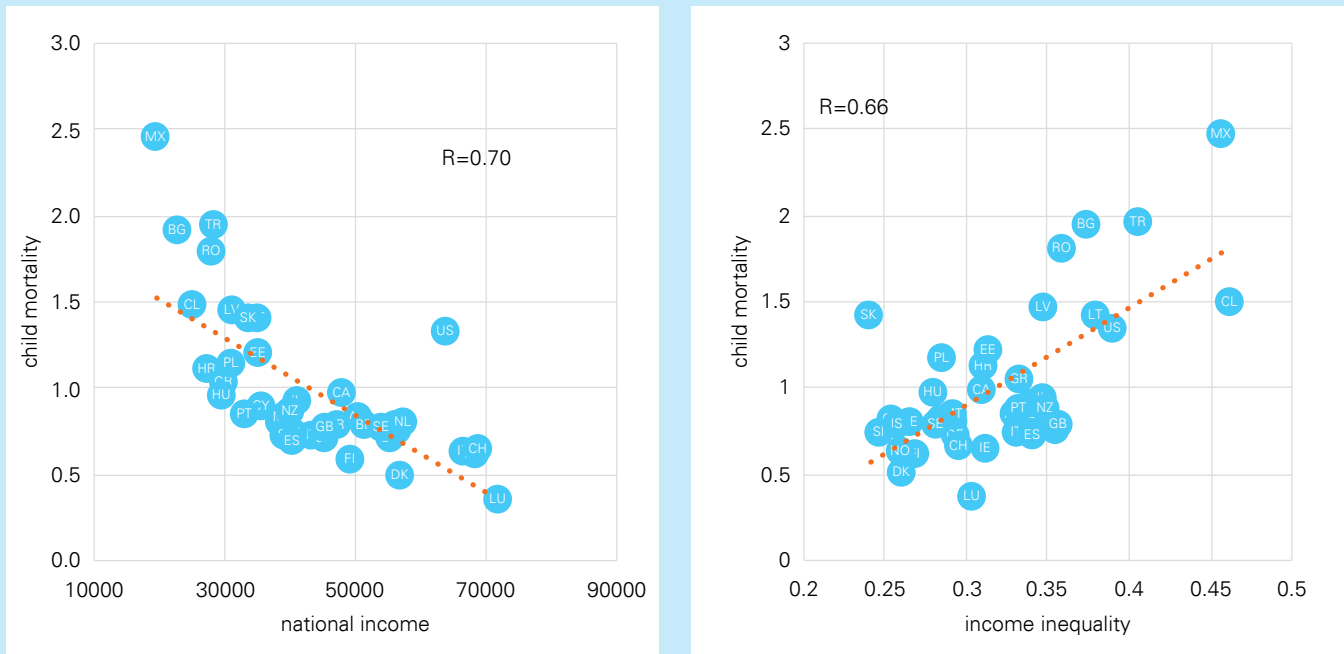 3.0
2.5
2.0
1.5
1.0
0.5
0.0
child mortality
MX
R=0.70
BG
TR
RO
CL
LV
SK
US
EE
HR
PL
HU
CA
CY
NZ
PT
GB
SE
NL
ES
FI
CH
DK
LU
10000 30000 50000 70000 90000
national income
3
2.5
2
1.5
1
0.5
0
child mortality
R=0.66
MX
BG
TR
RO
CL
LV
LT
SK
US
EE
PL
HR
GR
HU
CA
PT
NZ
IS
SE
GB
ES
CH
IE
NO
DK
LU
0.2 0.25 0.3 0.35 0.4 0.45 0.5
income inequality